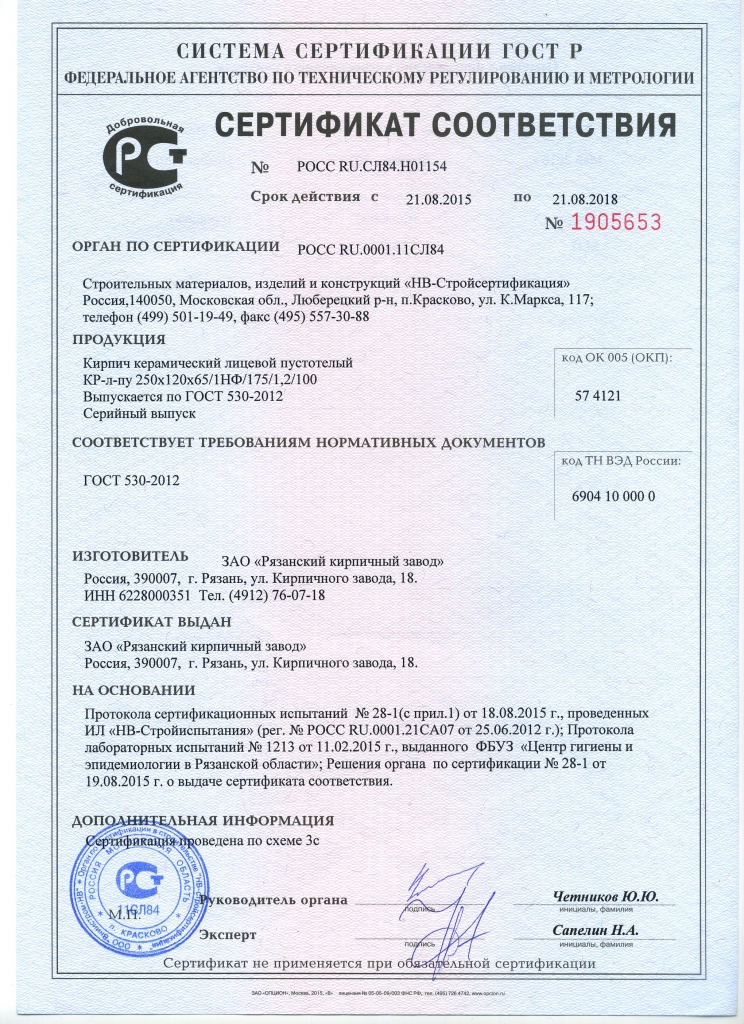 СИСТЕМА СЕРТИФИКАЦИИ ГОСТ Р
ФЕДЕРАЛЬНОЕ АГЕНТСТВО ПО ТЕХНИЧЕСКОМУ РЕГУЛИРОВАНИЮ И МЕТРОЛОГИИ
Добровольная
РСТ
сертификация
СЕРТИФИКАТ СООТВЕТСТВИЯ
№ РОСС RU.СЛ84.Н01154
Срок действия с 21.08.2015 по 21.08.2018
№ 1905653
ОРГАН ПО СЕРТИФИКАЦИИ РОСС RU.0001.11СЛ84
Строительных материалов, изделий и конструкций «НВ-Стройсертификация»
Россия,140050, Московская обл., Люберецкий р-н, п.Красково, ул. К.Маркса, 117;
телефон (499) 501-19-49, факс (495) 557-30-88
ПРОДУКЦИЯ
Кирпич керамический лицевой пустотелый
КР-л-пу 250х120х65/1НФ/175/1,2/100
Выпускается по ГОСТ 530-2012
Серийный выпуск
код ОК 005 (ОКП):
57 4121
СООТВЕТСТВУЕТ ТРЕБОВАНИЯМ НОРМАТИВНЫХ ДОКУМЕНТОВ
ГОСТ 530-2012
код ТН ВЭД России:
6904 10 000 0
ИЗГОТОВИТЕЛЬ ЗАО «Рязанский кирпичный завод»
Россия, 390007, г. Рязань, ул. Кирпичного завода, 18.
ИНН 6228000351 Тел. (4912) 76-07-18
СЕРТИФИКАТ ВЫДАН
ЗАО «Рязанский кирпичный завод»
Россия, 390007, г. Рязань, ул. Кирпичного завода, 18.
НА ОСНОВАНИИ
Протокола сертификационных испытаний № 28-1(с прил.1) от 18.08.2015 г., проведенных
ИЛ «НВ-Стройиспытания» (рег. № РОСС RU.0001.21СА07 от 25.06.2012 г.); Протокола
лабораторных испытаний № 1213 от 11.02.2015 г., выданного ФБУЗ «Центр гигиены и
эпидемиологии в Рязанской области»; Решения органа по сертификации № 28-1 от
19.08.2015 г. о выдаче сертификата соответствия.
ДОПОЛНИТЕЛЬНАЯ ИНФОРМАЦИЯ
Сертификация проведена по схеме 3с
РОССИЯ МОСКОВСКАЯ ОБЛАСТЬ
РСТ
11СЛ84
п. КРАСКОВО
М.П.
Руководитель органа
подпись
Четников Ю.Ю.
инициалы, фамилия
Эксперт
подпись
Сапелин Н.А.
инициалы, фамилия
Сертификат не применяется при обязательной сертификации
ЗАО «ОПЦИОН», Москва, 2015, «В» лицензия № 05-05-09/003 ФНС РФ, тел. (495) 726 4742, www.opcion.ru